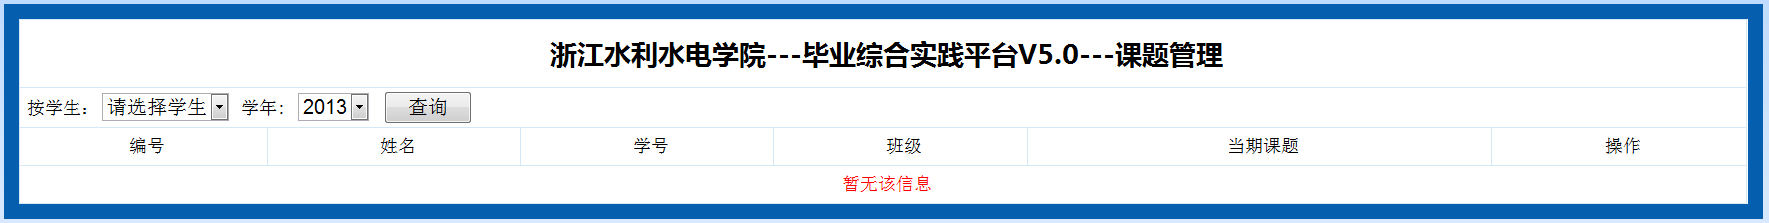 浙江水利水电学院---毕业综合实践平台V5.0---课题管理
按学生： 请选择学生 学年： 2013 查询
编号 姓名 学号 班级 当期课题 操作
暂无该信息